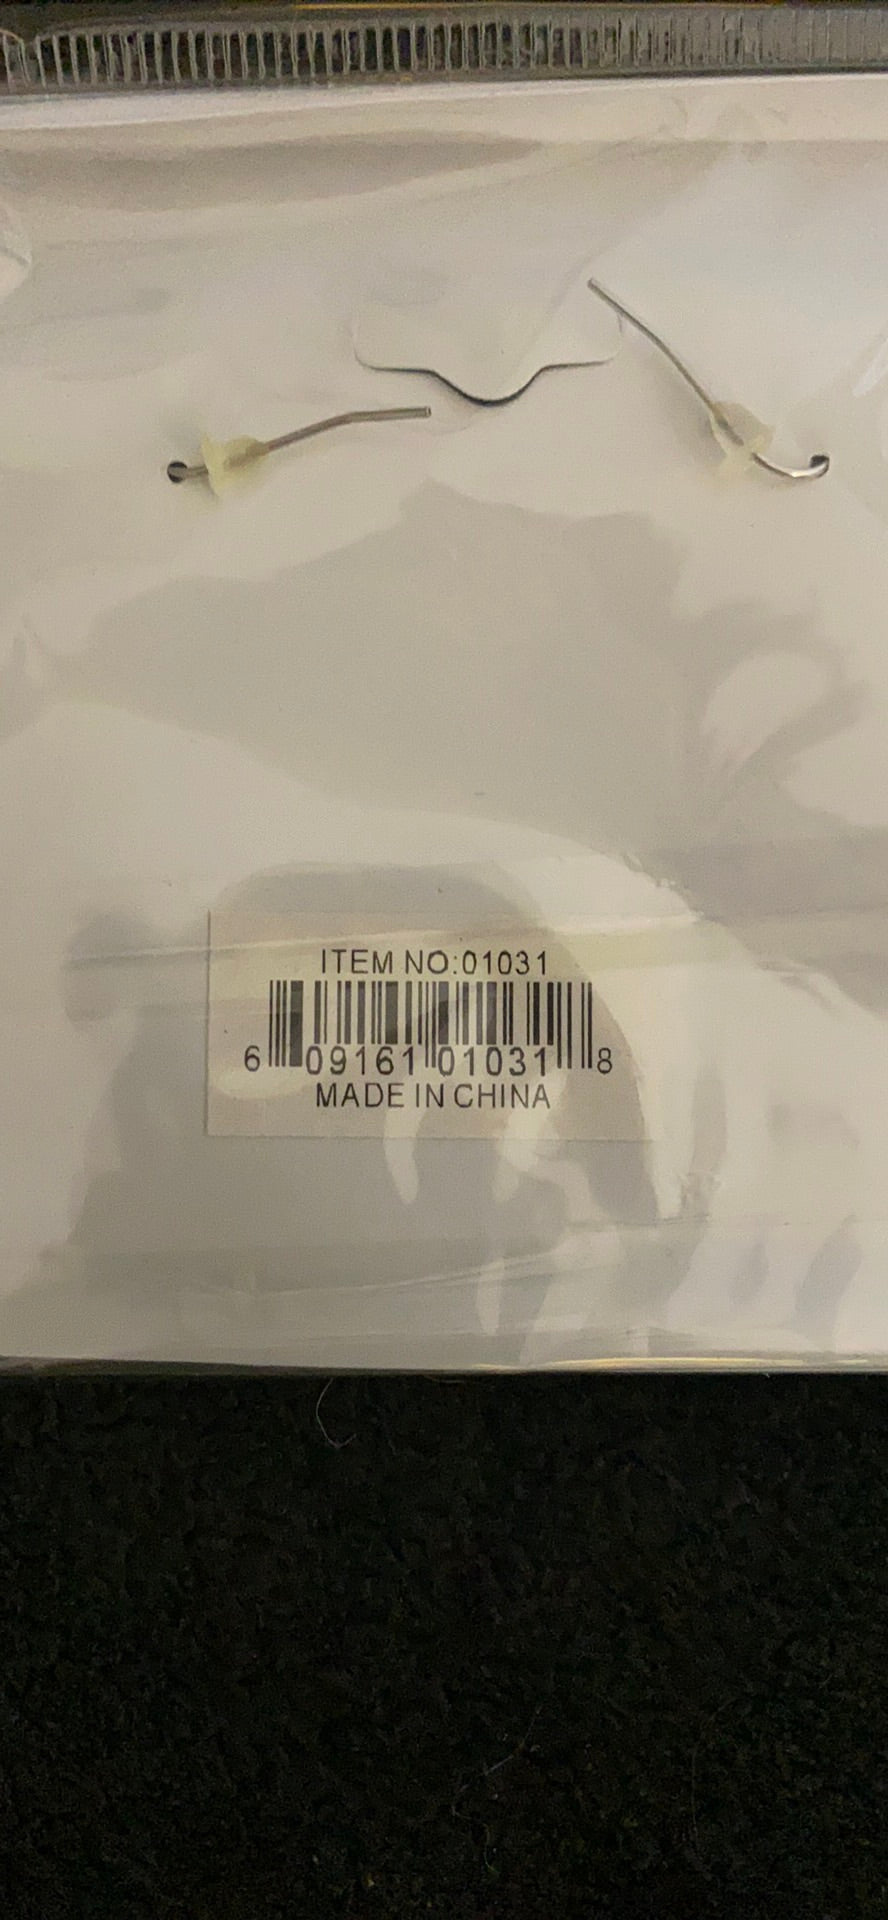 ITEM NO:01031
6 09161 01031 8
MADE IN CHINA